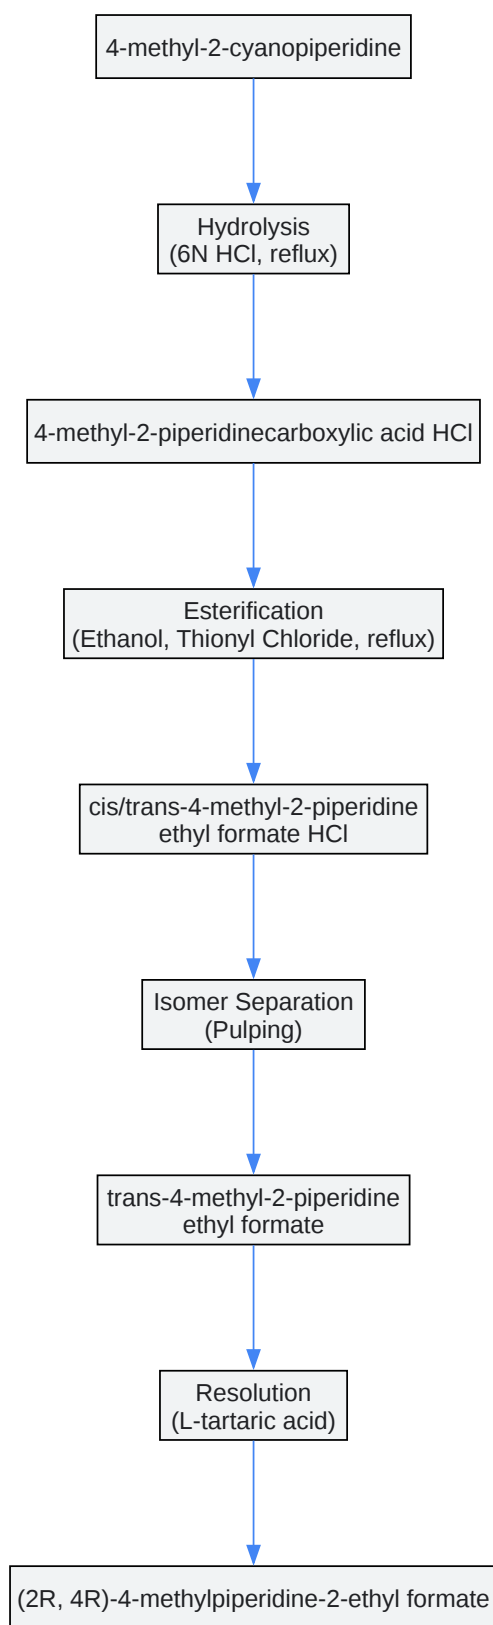 4-methyl-2-cyanopiperidine
Hydrolysis
(6N HCl, reflux)
4-methyl-2-piperidinecarboxylic acid HCl
Esterification
(Ethanol, Thionyl Chloride, reflux)
cis/trans-4-methyl-2-piperidine
ethyl formate HCl
Isomer Separation
(Pulping)
trans-4-methyl-2-piperidine
ethyl formate
Resolution
(L-tartaric acid)
(2R, 4R)-4-methylpiperidine-2-ethyl formate